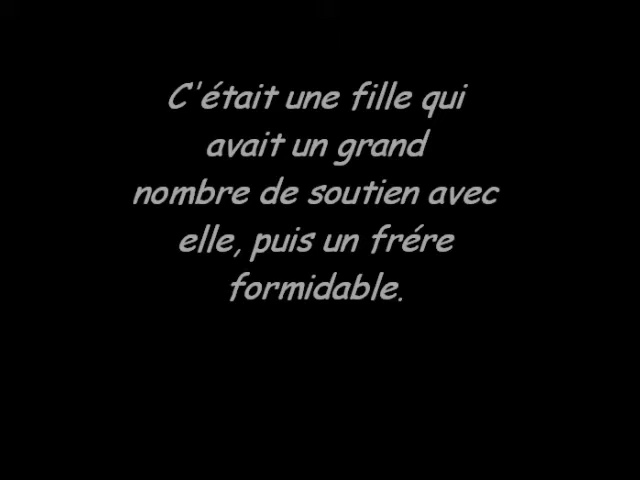 C'était une fille qui
avait un grand
nombre de soutien avec
elle, puis un frére
formidable.